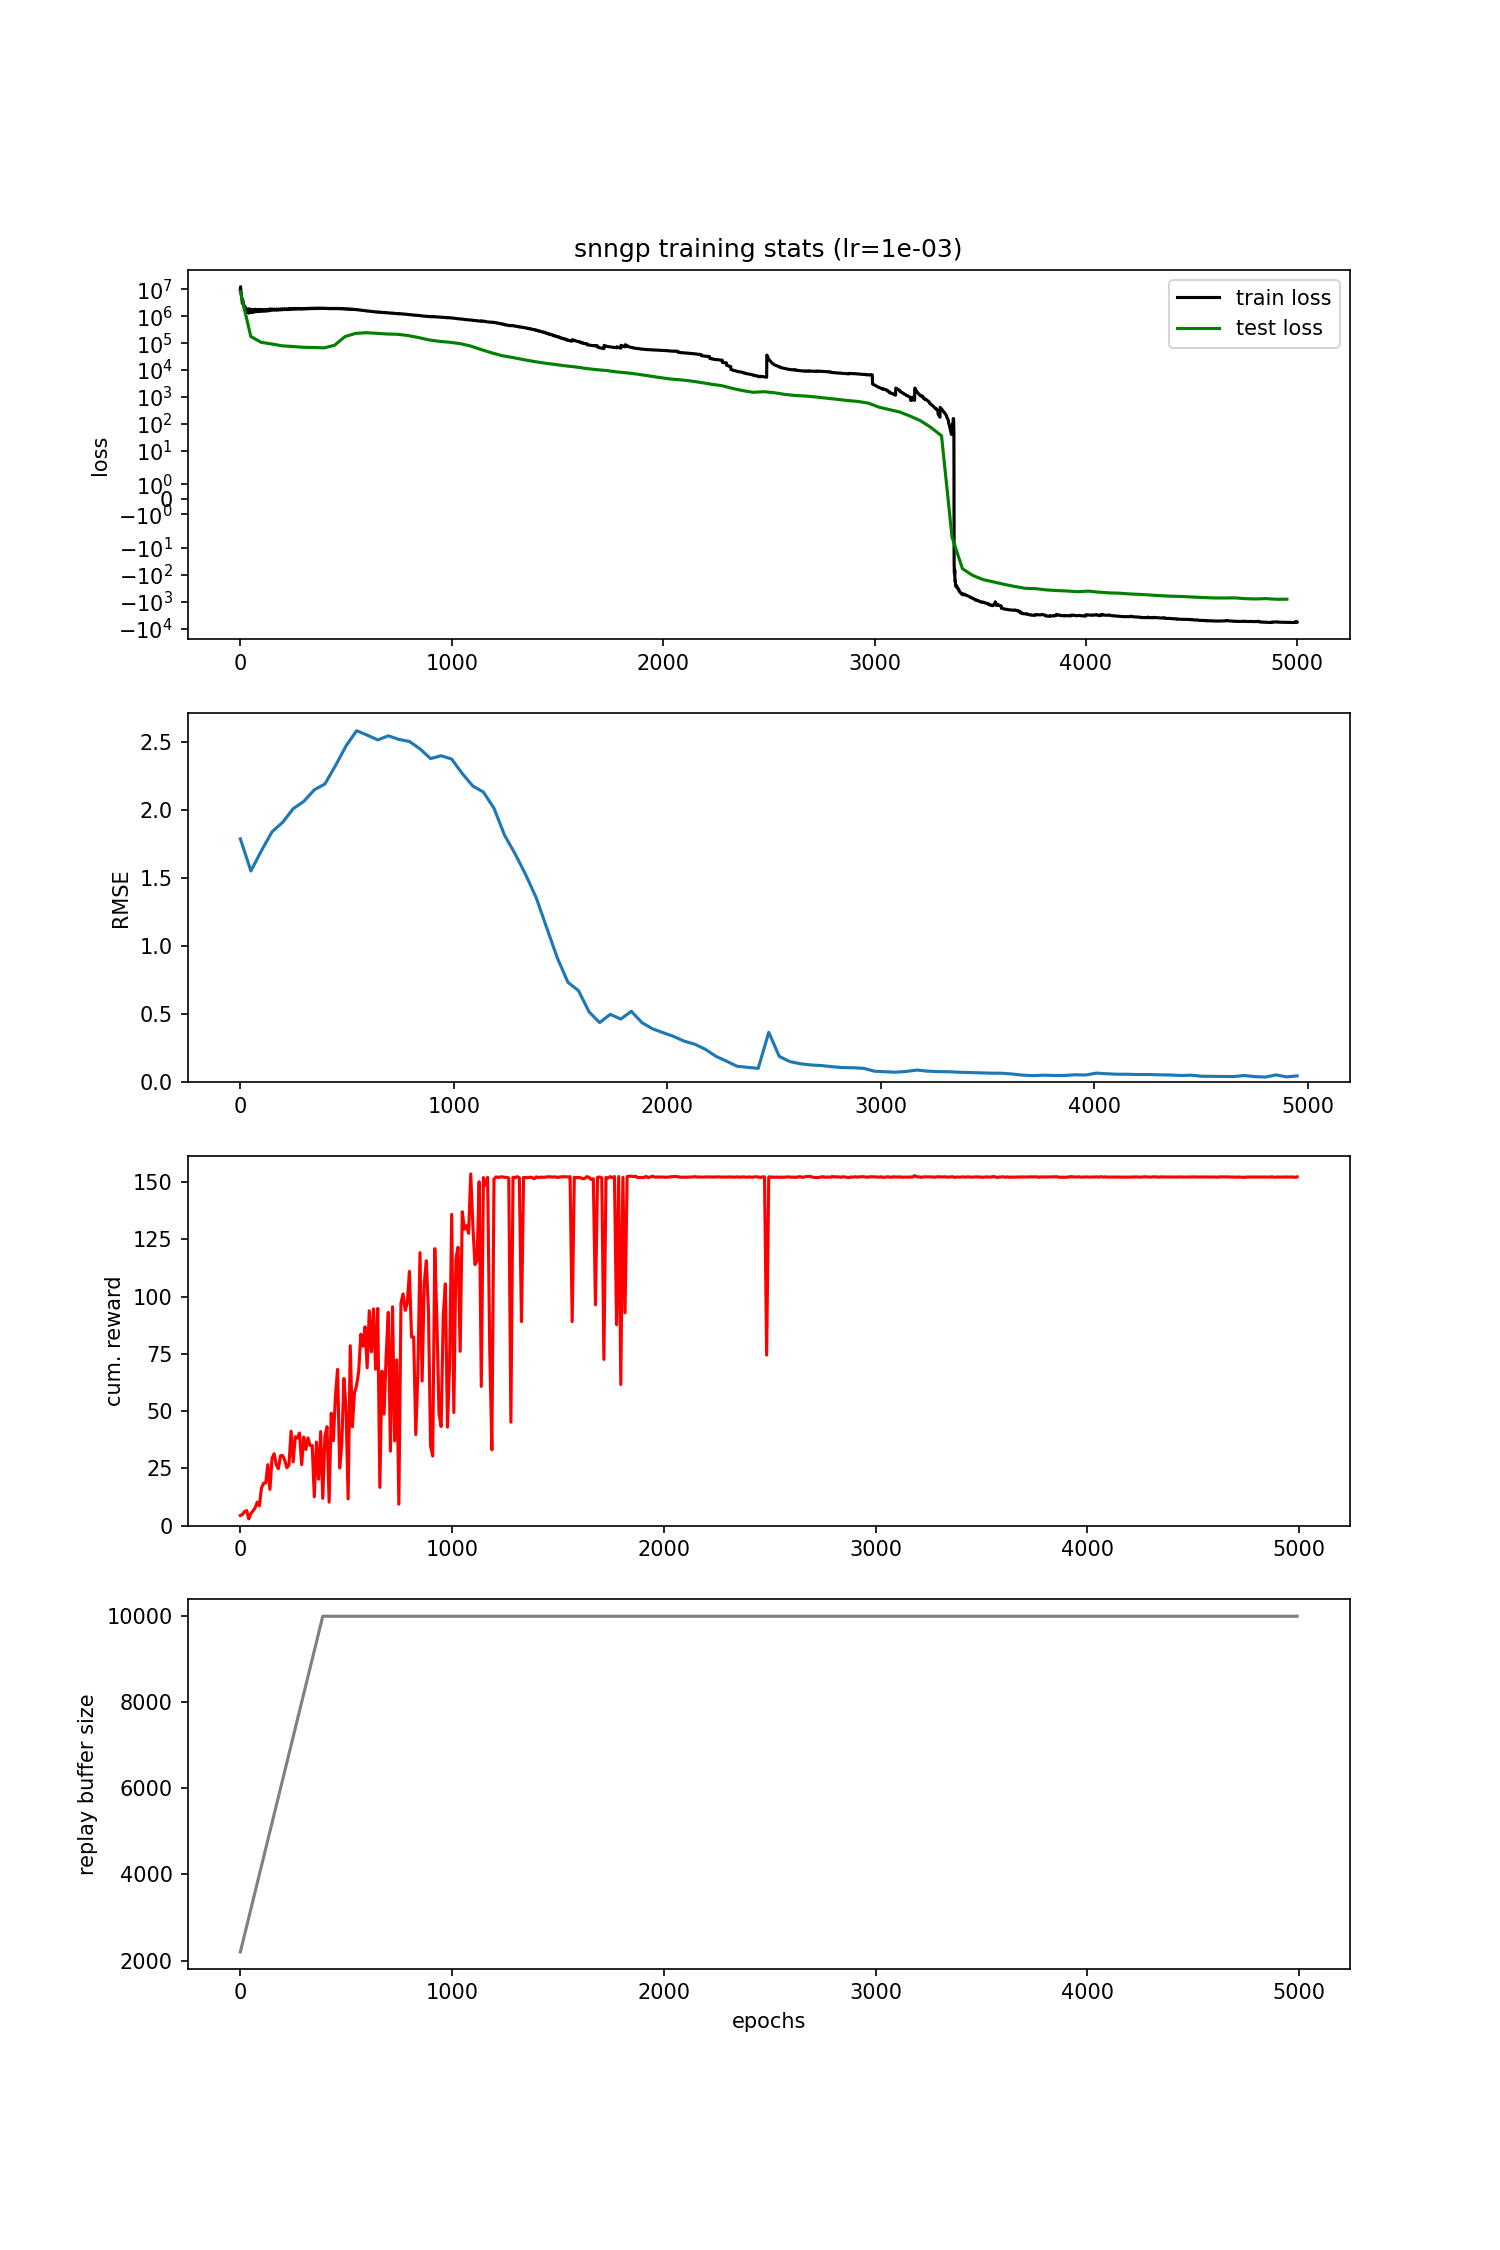 snngp training stats (lr=1e-03)
train loss
test loss
loss
10^7
10^6
10^5
10^4
10^3
10^2
10^1
10^0
0
−10^0
−10^1
−10^2
−10^3
−10^4
0 1000 2000 3000 4000 5000
RMSE
2.5
2.0
1.5
1.0
0.5
0.0
0 1000 2000 3000 4000 5000
cum. reward
150
125
100
75
50
25
0
0 1000 2000 3000 4000 5000
replay buffer size
10000
8000
6000
4000
2000
0 1000 2000 3000 4000 5000
epochs